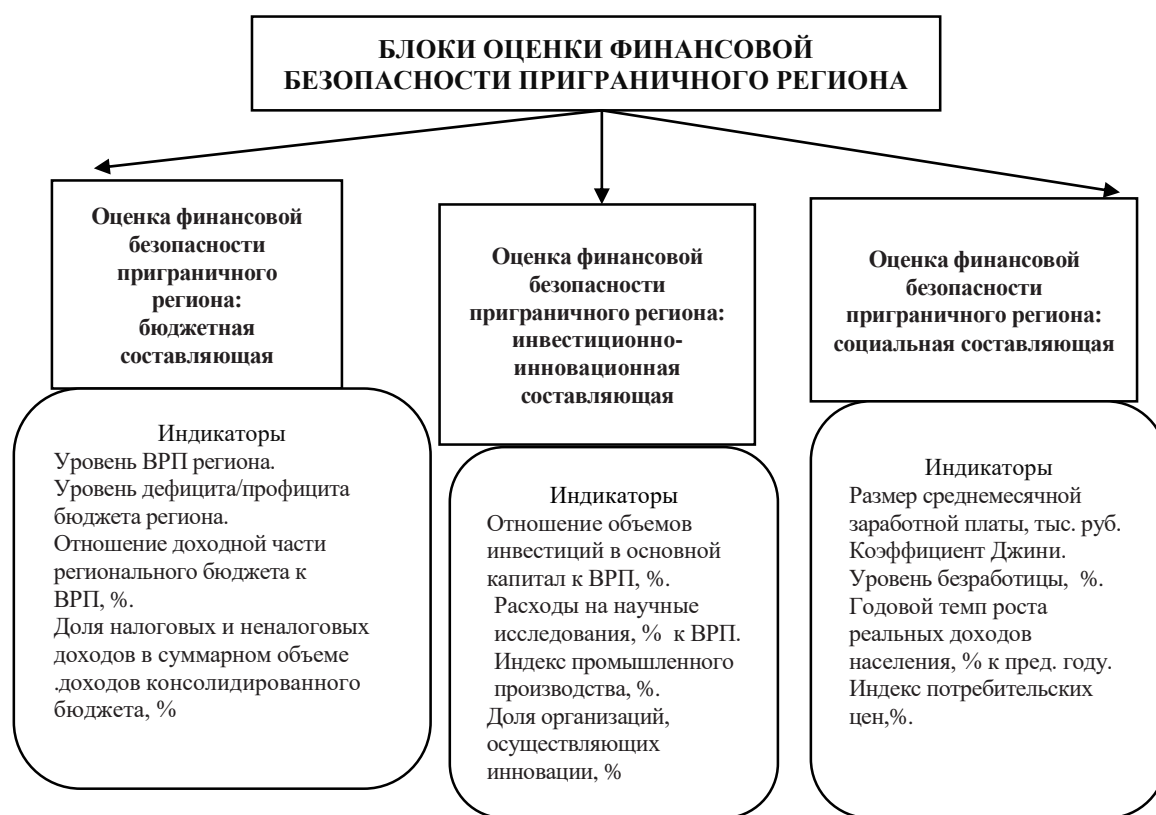 БЛОКИ ОЦЕНКИ ФИНАНСОВОЙ
БЕЗОПАСНОСТИ ПРИГРАНИЧНОГО РЕГИОНА
Оценка финансовой
безопасности
приграничного
региона:
бюджетная
составляющая
Индикаторы
Уровень ВРП региона.
Уровень дефицита/профицита
бюджета региона.
Отношение доходной части
регионального бюджета к
ВРП, %.
Доля налоговых и неналоговых
доходов в суммарном объеме
.доходов консолидированного
бюджета, %
Оценка финансовой
безопасности
приграничного региона:
инвестиционно-
инновационная
составляющая
Индикаторы
Отношение объемов
инвестиций в основной
капитал к ВРП, %.
Расходы на научные
исследования, % к ВРП.
Индекс промышленного
производства, %.
Доля организаций,
осуществляющих
инновации, %
Оценка финансовой
безопасности
приграничного региона:
социальная составляющая
Индикаторы
Размер среднемесячной
заработной платы, тыс. руб.
Коэффициент Джини.
Уровень безработицы, %.
Годовой темп роста
реальных доходов
населения, % к пред. году.
Индекс потребительских
цен,%.